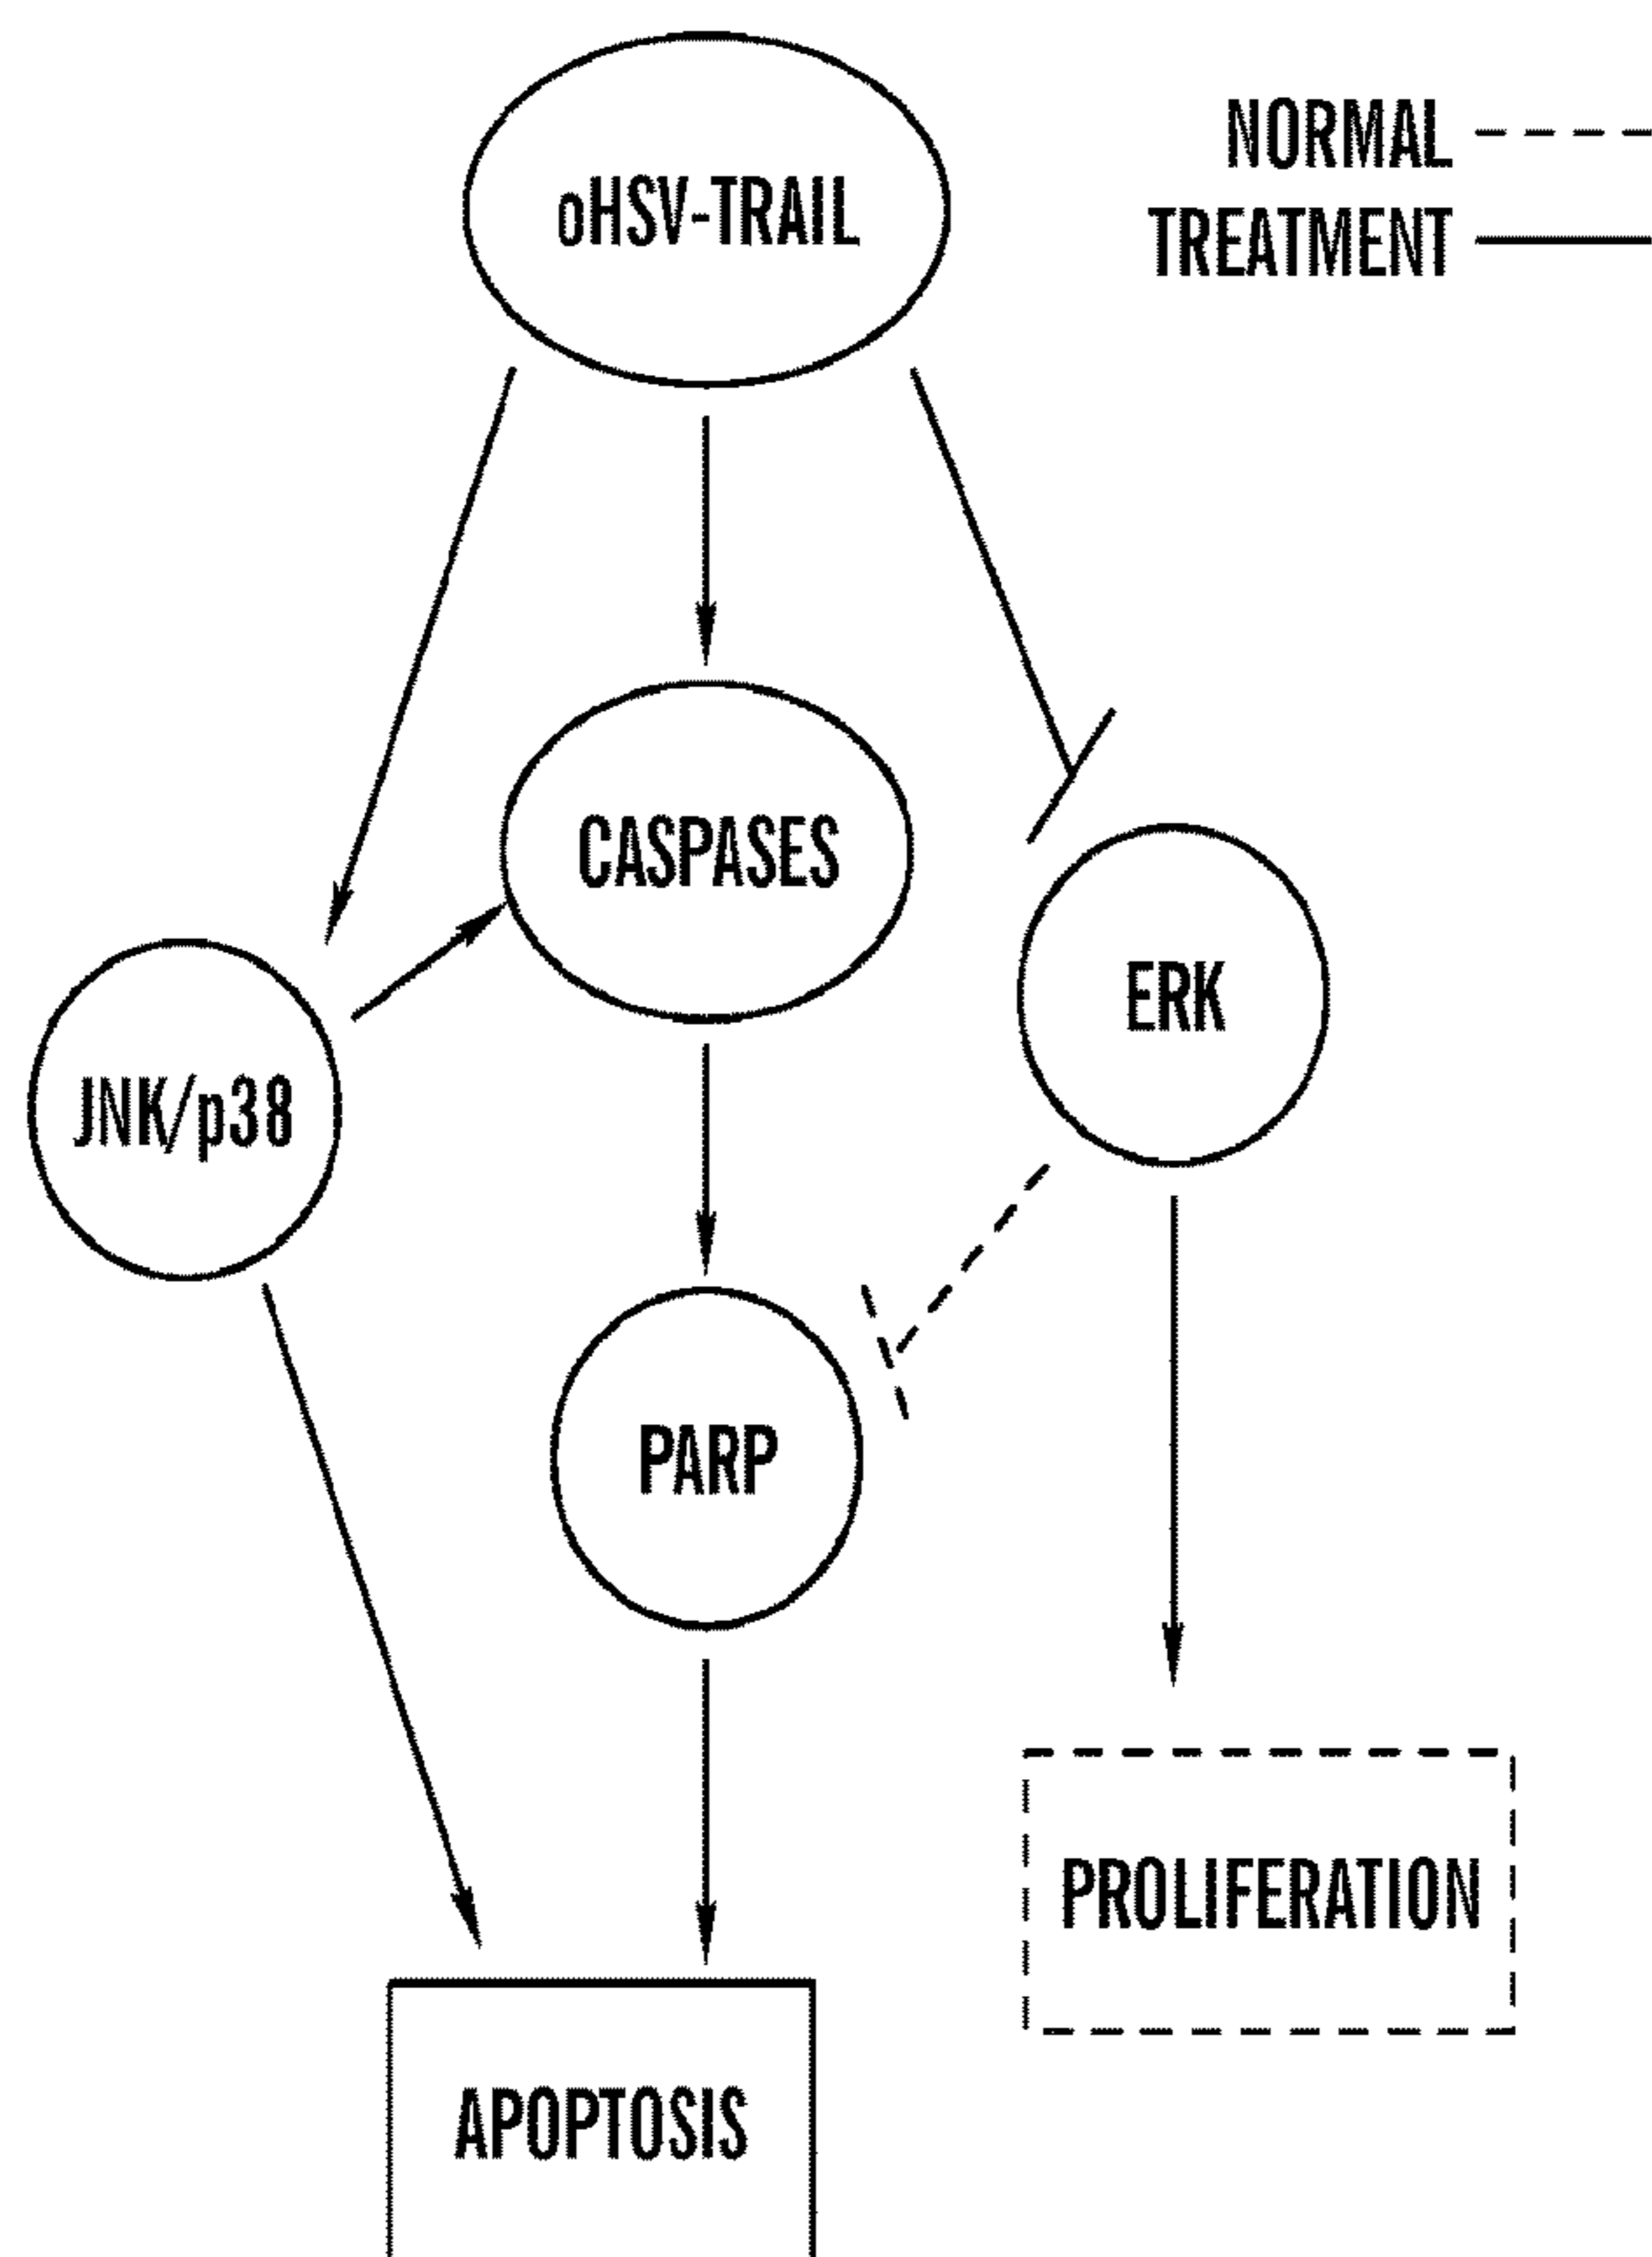 oHSV-TRAIL
NORMAL
TREATMENT
CASPASES
ERK
JNK/p38
PARP
PROLIFERATION
APOPTOSIS